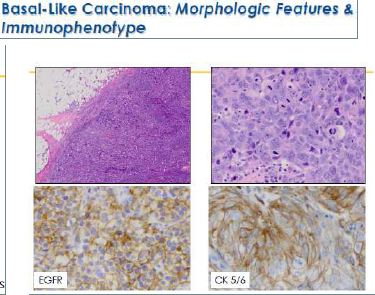 Basal-Like Carcinoma: Morphologic Features &
Immunophenotype
EGFR
CK 5/6
s